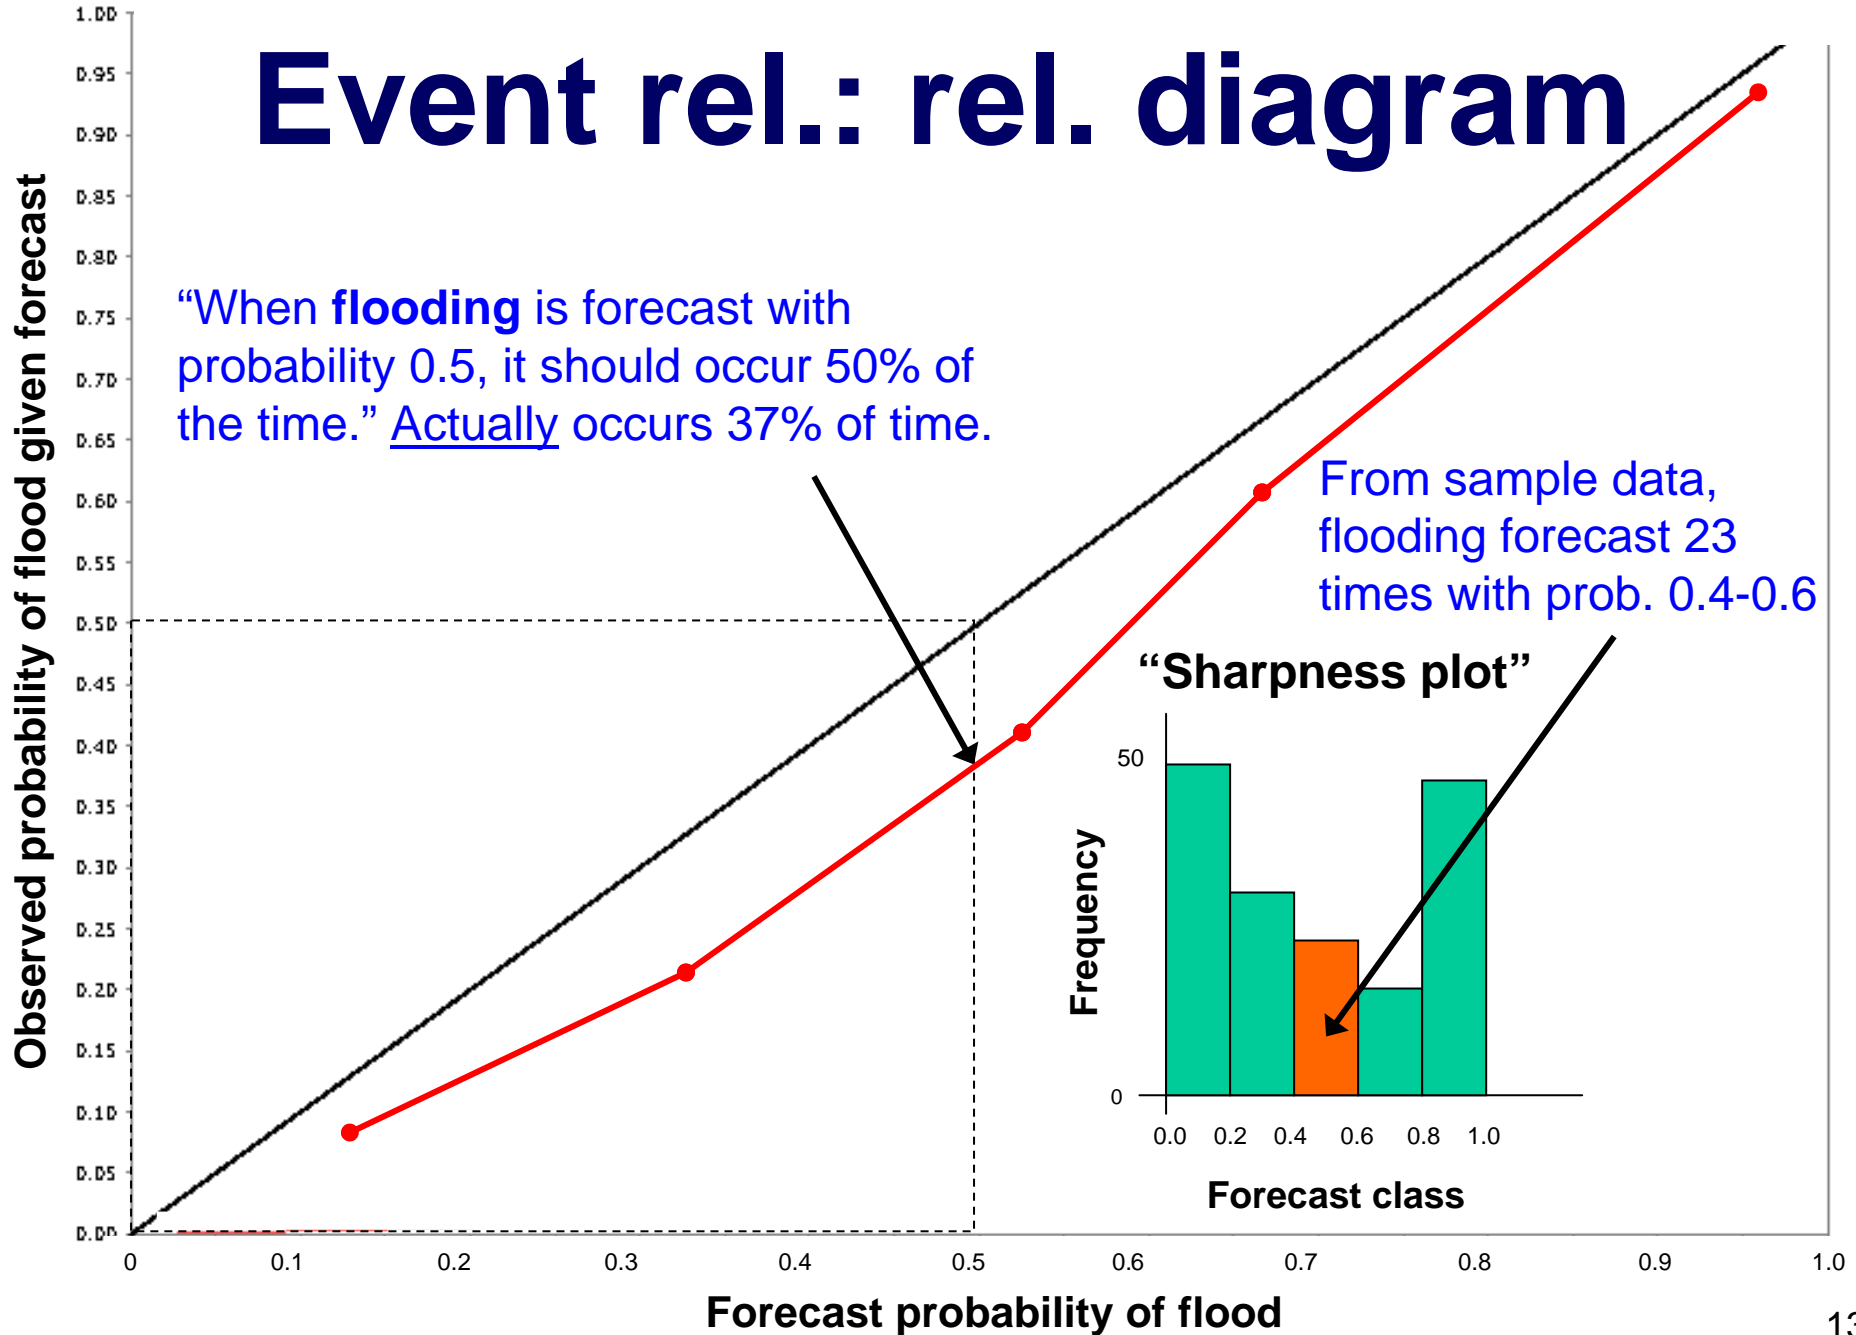 Event rel.: rel. diagram
Observed probability of flood given forecast
1.00
0.95
0.90
0.85
0.80
0.75
0.70
0.65
0.60
0.55
0.50
0.45
0.40
0.35
0.30
0.25
0.20
0.15
0.10
0.05
“When flooding is forecast with
probability 0.5, it should occur 50% of
the time.” Actually occurs 37% of time.
From sample data,
flooding forecast 23
times with prob. 0.4-0.6
“Sharpness plot”
50
Frequency
0
0.0 0.2 0.4 0.6 0.8 1.0
Forecast class
0 0.1 0.2 0.3 0.4 0.5 0.6 0.7 0.8 0.9 1.0
Forecast probability of flood